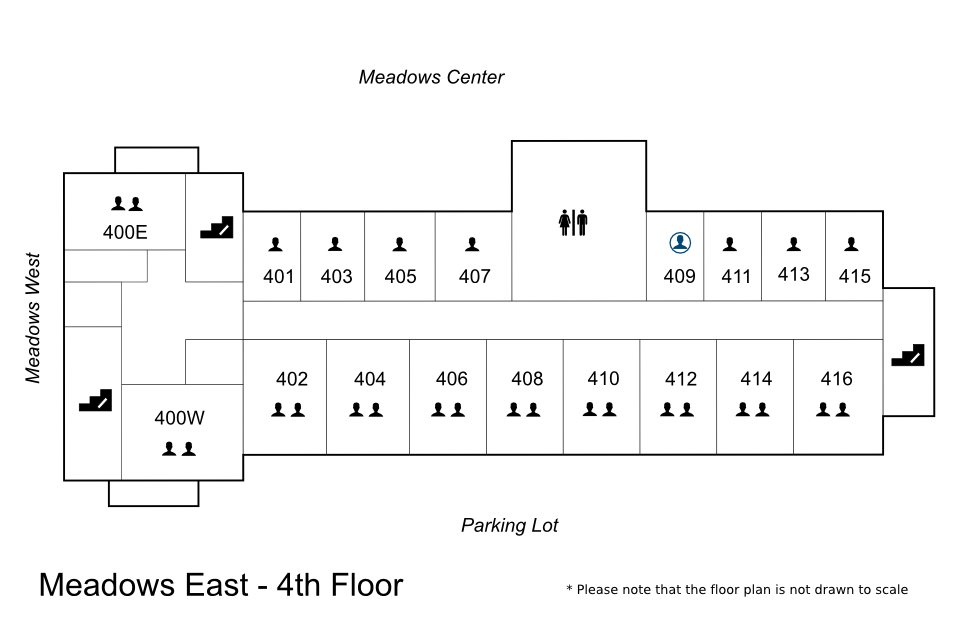 Meadows Center
Meadows West
400E
401 403 405 407 409 411 413 415
402 404 406 408 410 412 414 416
400W
Parking Lot
Meadows East - 4th Floor
* Please note that the floor plan is not drawn to scale